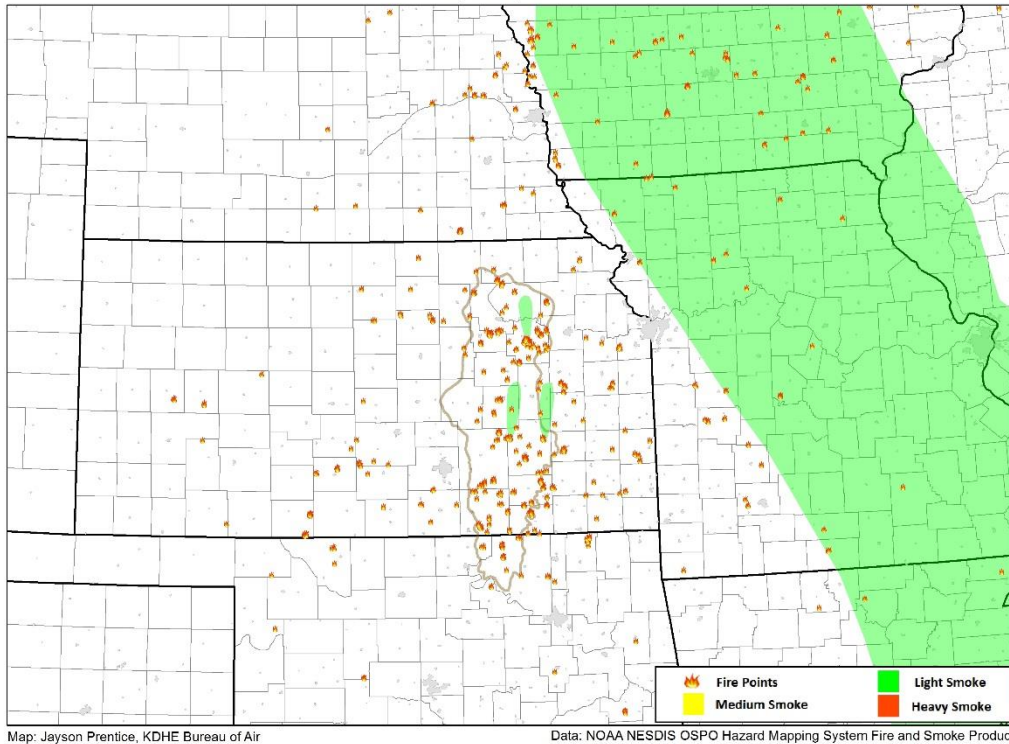 Fire Points
Light Smoke
Medium Smoke
Heavy Smoke
Map: Jayson Prentice, KDHE Bureau of Air
Data: NOAA NESDIS OSPO Hazard Mapping System Fire and Smoke Produc